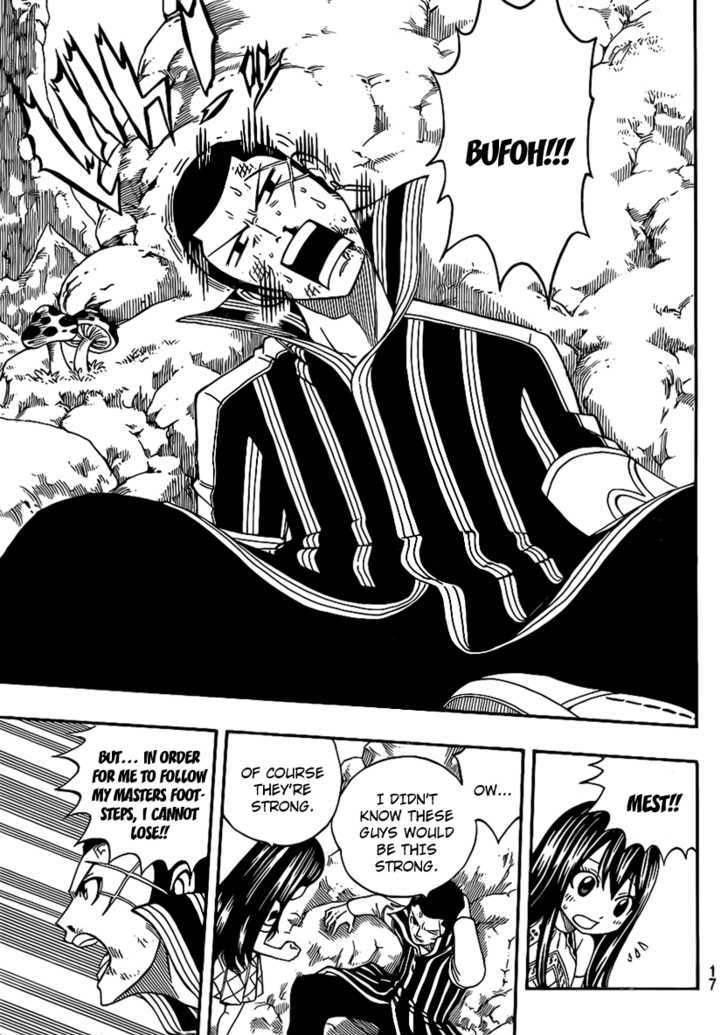 BUFOH!!!
MEST!!
OW...
I DIDN'T
KNOW THESE
GUYS WOULD
BE THIS
STRONG.
OF COURSE
THEY'RE
STRONG.
BUT... IN ORDER
FOR ME TO FOLLOW
MY MASTERS FOOT-
STEPS, I CANNOT
LOSE!!
17